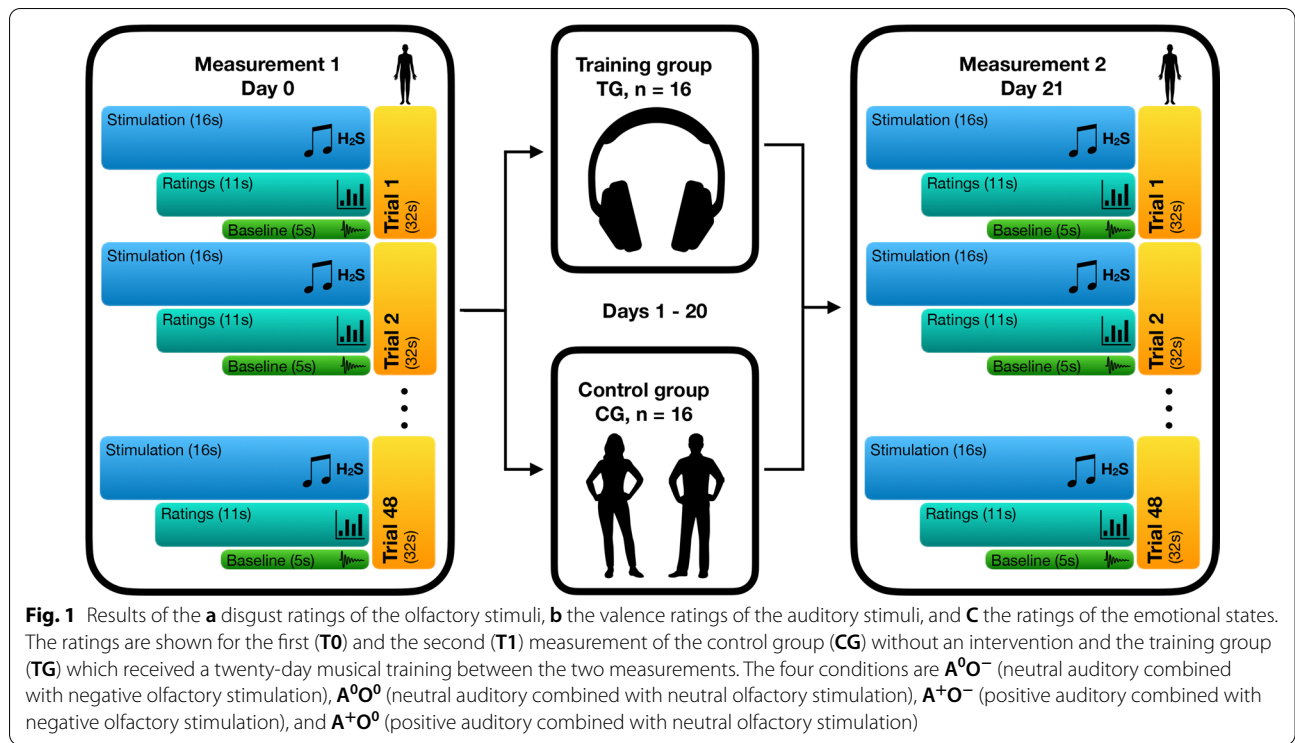 Measurement 1
Day 0
Stimulation (16s)
H₂S
Ratings (11s)
Baseline (5s)
Trial 1
(32s)
Stimulation (16s)
H₂S
Ratings (11s)
Baseline (5s)
Trial 2
(32s)
Stimulation (16s)
H₂S
Ratings (11s)
Baseline (5s)
Trial 48
(32s)
Training group
TG, n = 16
Days 1 - 20
Control group
CG, n = 16
Measurement 2
Day 21
Stimulation (16s)
H₂S
Ratings (11s)
Baseline (5s)
Trial 1
(32s)
Stimulation (16s)
H₂S
Ratings (11s)
Baseline (5s)
Trial 2
(32s)
Stimulation (16s)
H₂S
Ratings (11s)
Baseline (5s)
Trial 48
(32s)
Fig. 1 Results of the a disgust ratings of the olfactory stimuli, b the valence ratings of the auditory stimuli, and C the ratings of the emotional states.
The ratings are shown for the first (T0) and the second (T1) measurement of the control group (CG) without an intervention and the training group
(TG) which received a twenty-day musical training between the two measurements. The four conditions are A⁰O⁻ (neutral auditory combined
with negative olfactory stimulation), A⁰O⁰ (neutral auditory combined with neutral olfactory stimulation), A⁺O⁻ (positive auditory combined with
negative olfactory stimulation), and A⁺O⁰ (positive auditory combined with neutral olfactory stimulation)